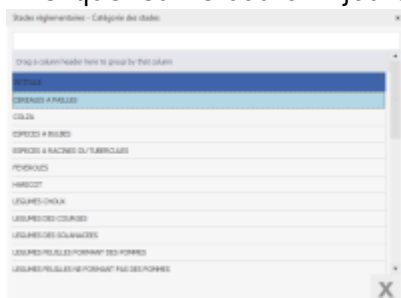 Stades réglementaires - Catégorie des stades
Drag a column header here to group by that column
CEREALES A PAILLES
COLZA
ESPECES A BULBES
ESPECES A RACINES OU TUBERCULES
FEVEROLES
HARICOT
LEGUMES CHOUX
LEGUMES DES COURGES
LEGUMES DES SOLANACEES
LEGUMES FEUILLES FORMANT DES POMMES
LEGUMES FEUILLES NE FORMANT PAS DES POMMES
X